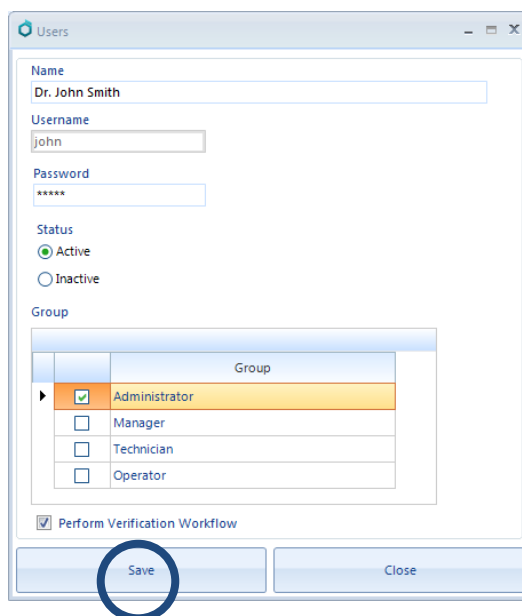 Users
Name
Dr. John Smith
Username
john
Password
*****
Status
Active
Inactive
Group
Group
Administrator
Manager
Technician
Operator
Perform Verification Workflow
Save Close